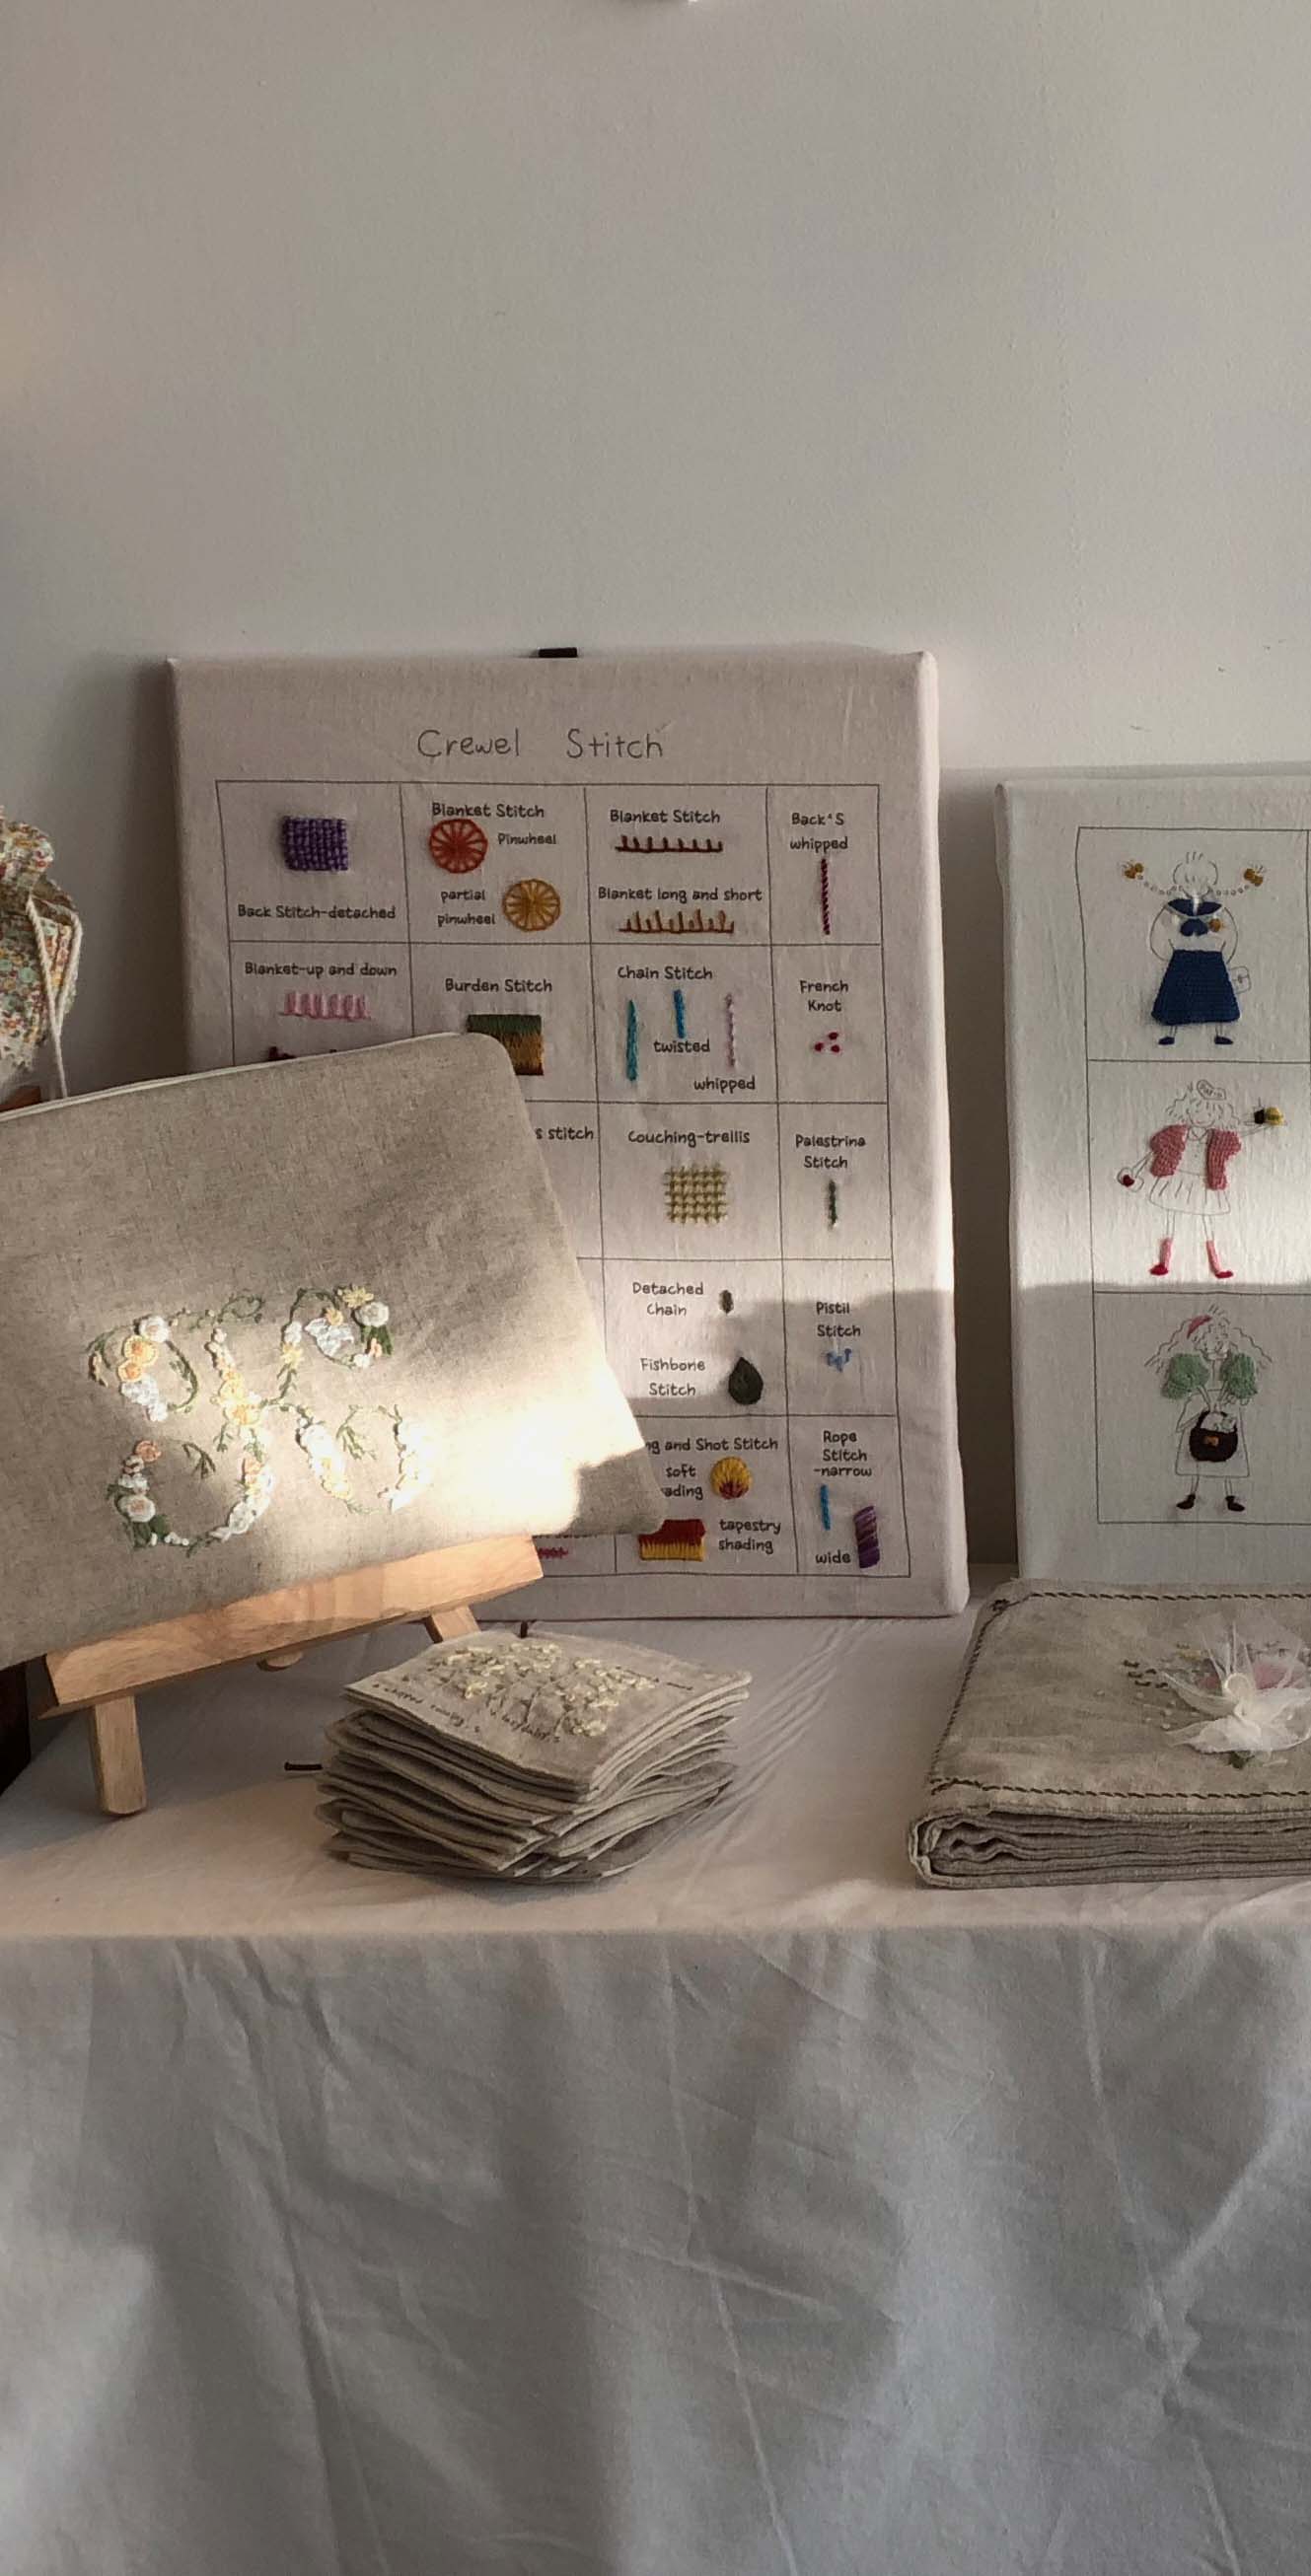 Crewel Stitch
Back Stitch-detached
Blanket Stitch
Pinwheel
partial
pinwheel
Blanket Stitch
Blanket long and short
Back'S
whipped
Blanket-up and down
Burden Stitch
Chain Stitch
twisted
whipped
French
Knot
s stitch
Couching-trellis
Palestrina
Stitch
Detached
Chain
Fishbone
Stitch
Pistil
Stitch
and Shot Stitch
soft
tapestry
shading
Rope
Stitch
-narrow
wide